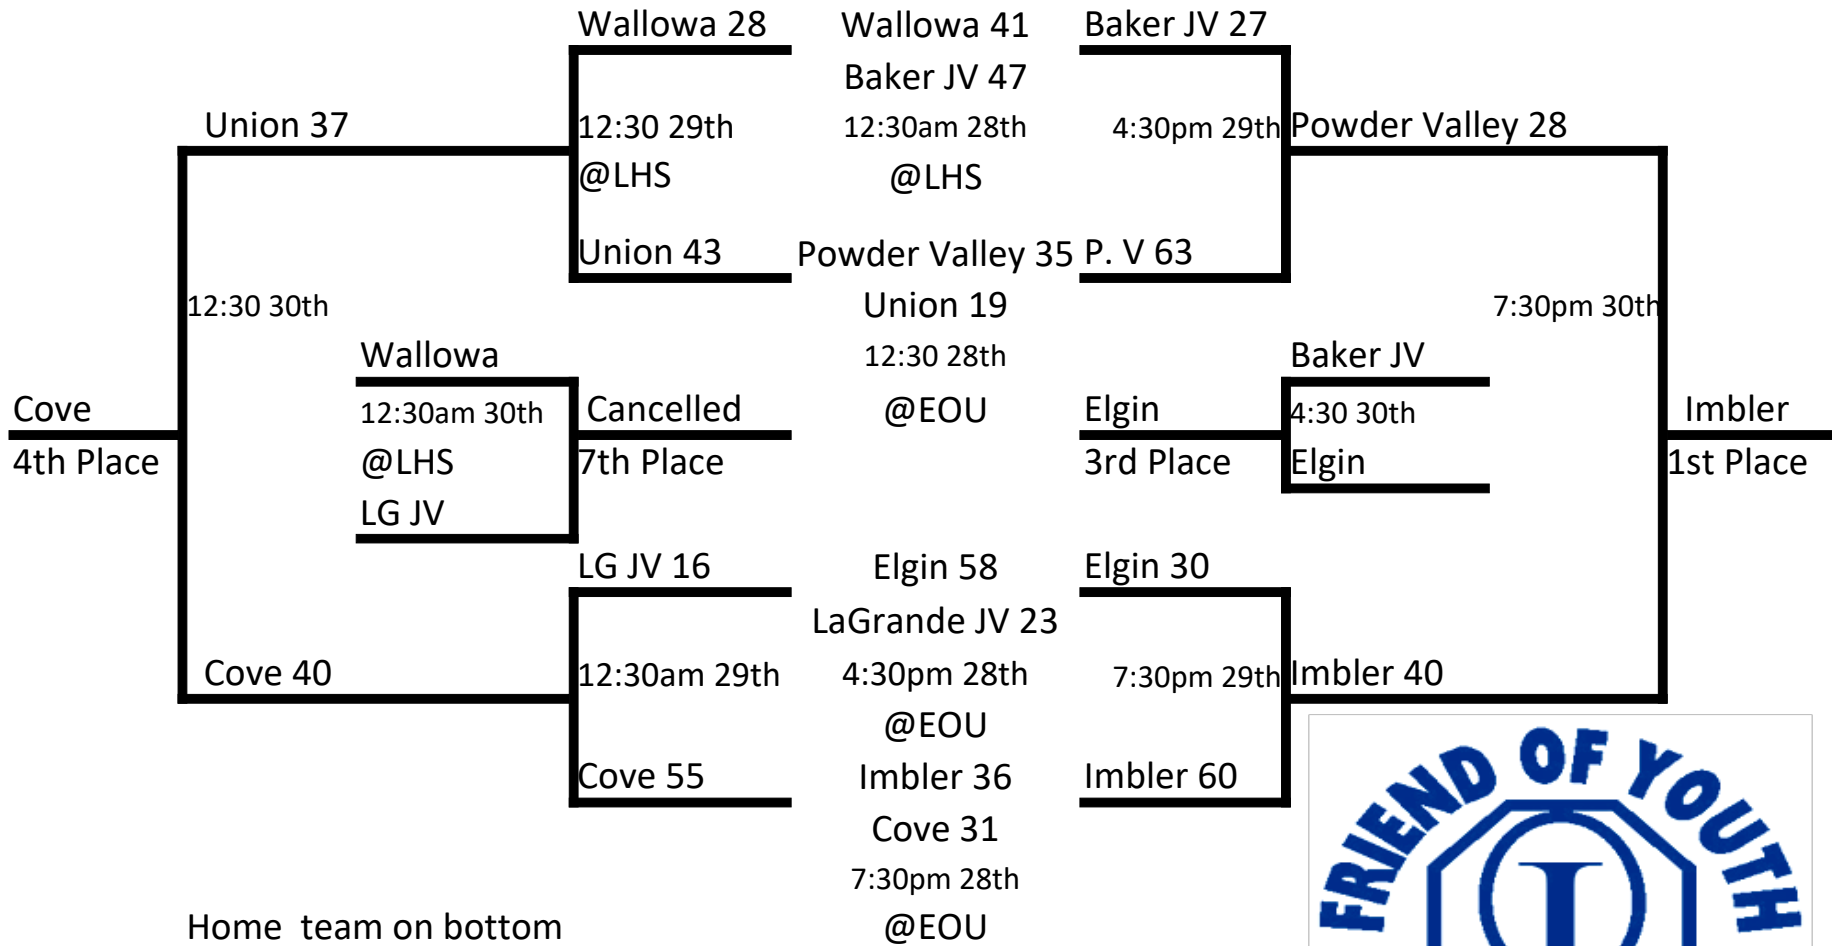 Wallowa 28
Wallowa 41
Baker JV 27
Baker JV 47
Union 37
12:30 29th
12:30am 28th
4:30pm 29th
Powder Valley 28
@LHS
@LHS
Union 43
Powder Valley 35
P. V 63
12:30 30th
Union 19
7:30pm 30th
Wallowa
12:30 28th
Baker JV
Cove
12:30am 30th
Cancelled
@EOU
Elgin
4:30 30th
Imbler
4th Place
@LHS
7th Place
3rd Place
Elgin
1st Place
LG JV
LG JV 16
Elgin 58
Elgin 30
LaGrande JV 23
Cove 40
12:30am 29th
4:30pm 28th
7:30pm 29th
Imbler 40
@EOU
Cove 55
Imbler 36
Imbler 60
Cove 31
7:30pm 28th
Home team on bottom
@EOU
FRIEND OF YOUTH